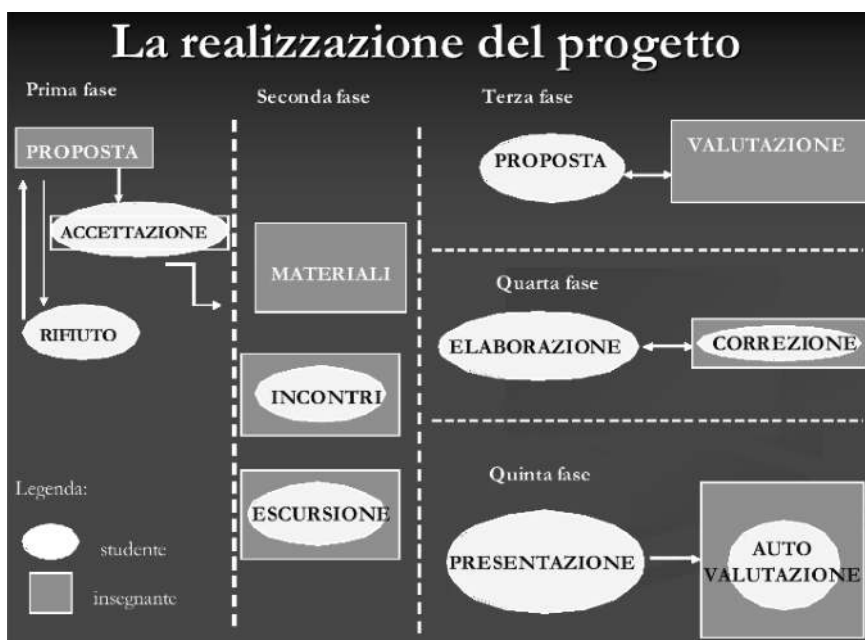 La realizzazione del progetto
Prima fase
PROPOSTA
ACCETTAZIONE
RIFIUTO
Legenda:
studente
insegnante
Seconda fase
MATERIALI
INCONTRI
ESCURSIONE
Terza fase
PROPOSTA
VALUTAZIONE
Quarta fase
ELABORAZIONE
CORREZIONE
Quinta fase
PRESENTAZIONE
AUTO
VALUTAZIONE